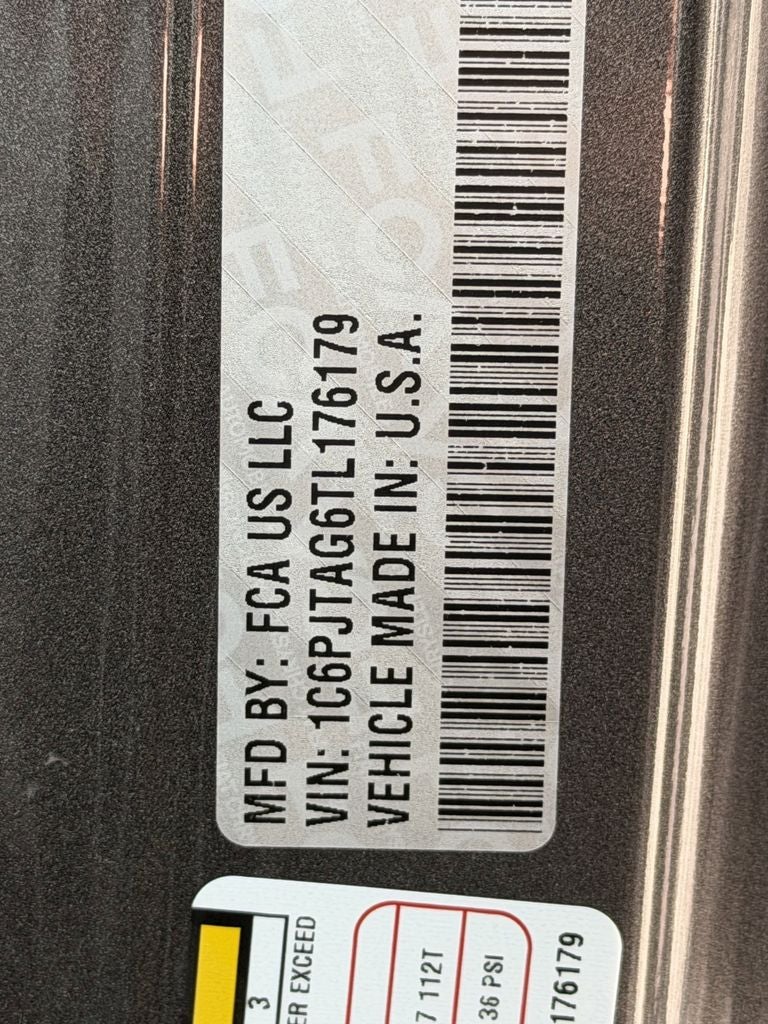 MFD BY: FCA US LLC
VIN: 1C6PJTAG6TL176179
VEHICLE MADE IN: U.S.A.
3
ER EXCEED
7 112T
36 PSI
176179